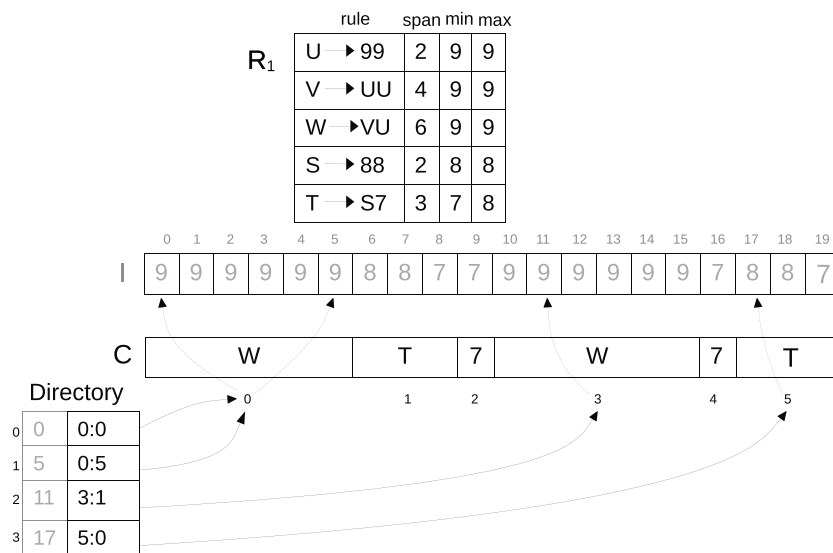 rule span min max
R1
U → 99 2 9 9
V → UU 4 9 9
W → VU 6 9 9
S → 88 2 8 8
T → S7 3 7 8
0 1 2 3 4 5 6 7 8 9 10 11 12 13 14 15 16 17 18 19
I 9 9 9 9 9 9 8 8 7 7 9 9 9 9 9 9 7 8 8 7
C W T 7 W 7 T
0 1 2 3 4 5
Directory
0 0 0:0
1 5 0:5
2 11 3:1
3 17 5:0